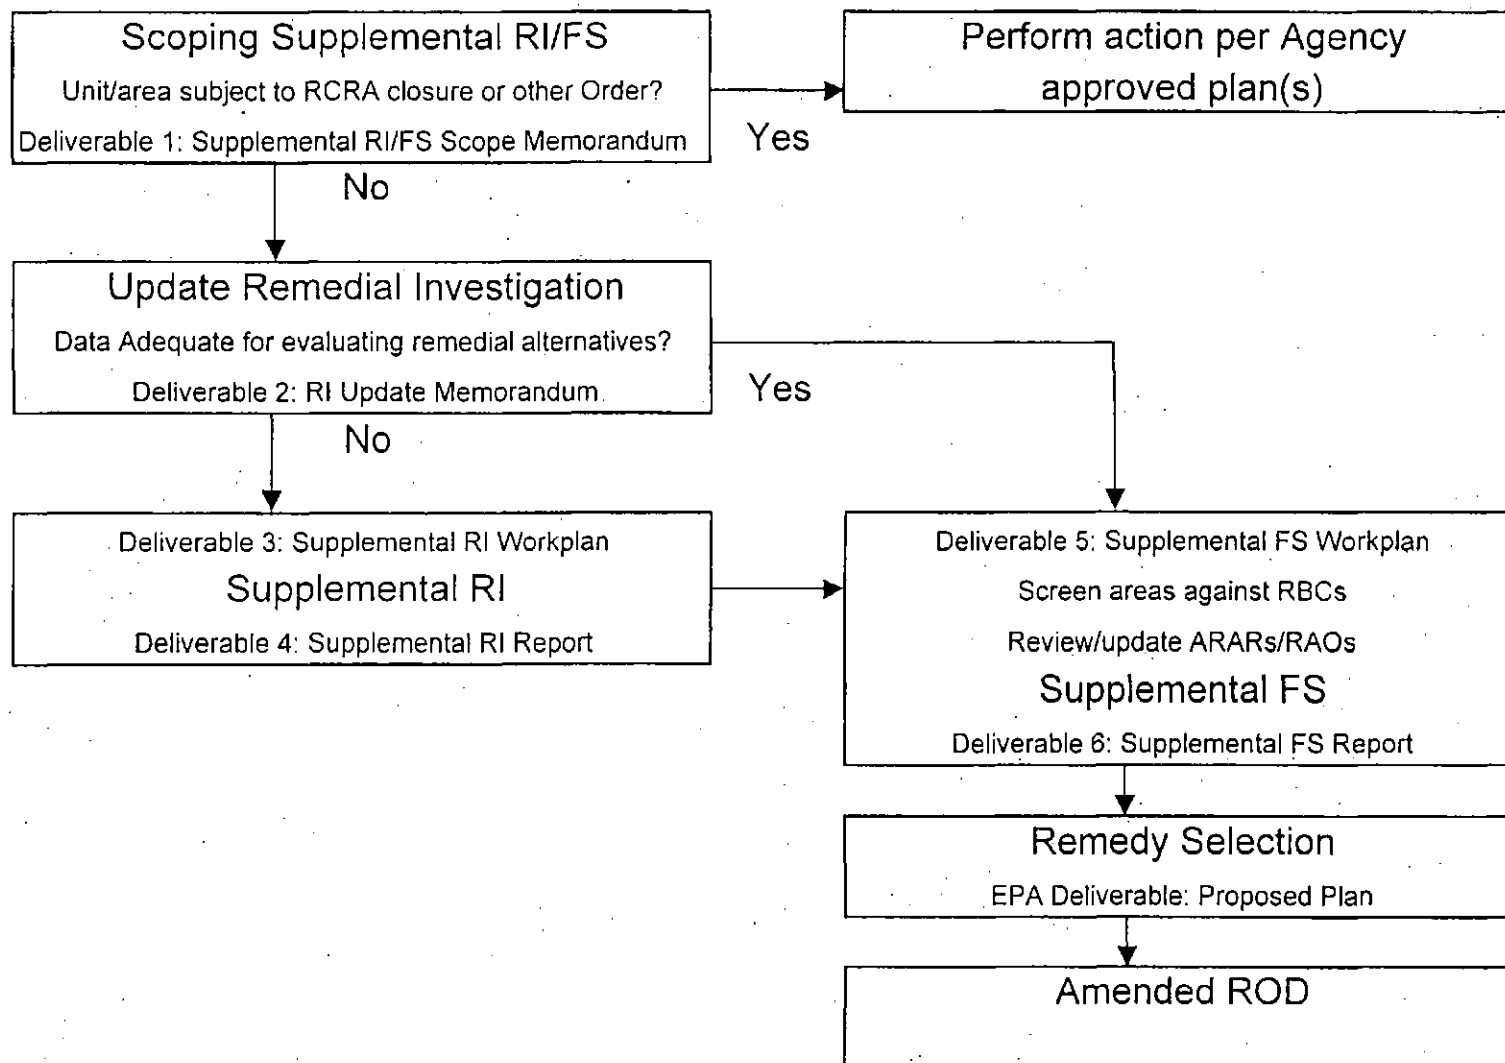 Scoping Supplemental RI/FS
Unit/area subject to RCRA closure or other Order?
Deliverable 1: Supplemental RI/FS Scope Memorandum
Yes
Perform action per Agency
approved plan(s)
No
Update Remedial Investigation
Data Adequate for evaluating remedial alternatives?
Deliverable 2: RI Update Memorandum
Yes
No
Deliverable 3: Supplemental RI Workplan
Supplemental RI
Deliverable 4: Supplemental RI Report
Deliverable 5: Supplemental FS Workplan
Screen areas against RBCs
Review/update ARARs/RAOs
Supplemental FS
Deliverable 6: Supplemental FS Report
Remedy Selection
EPA Deliverable: Proposed Plan
Amended ROD